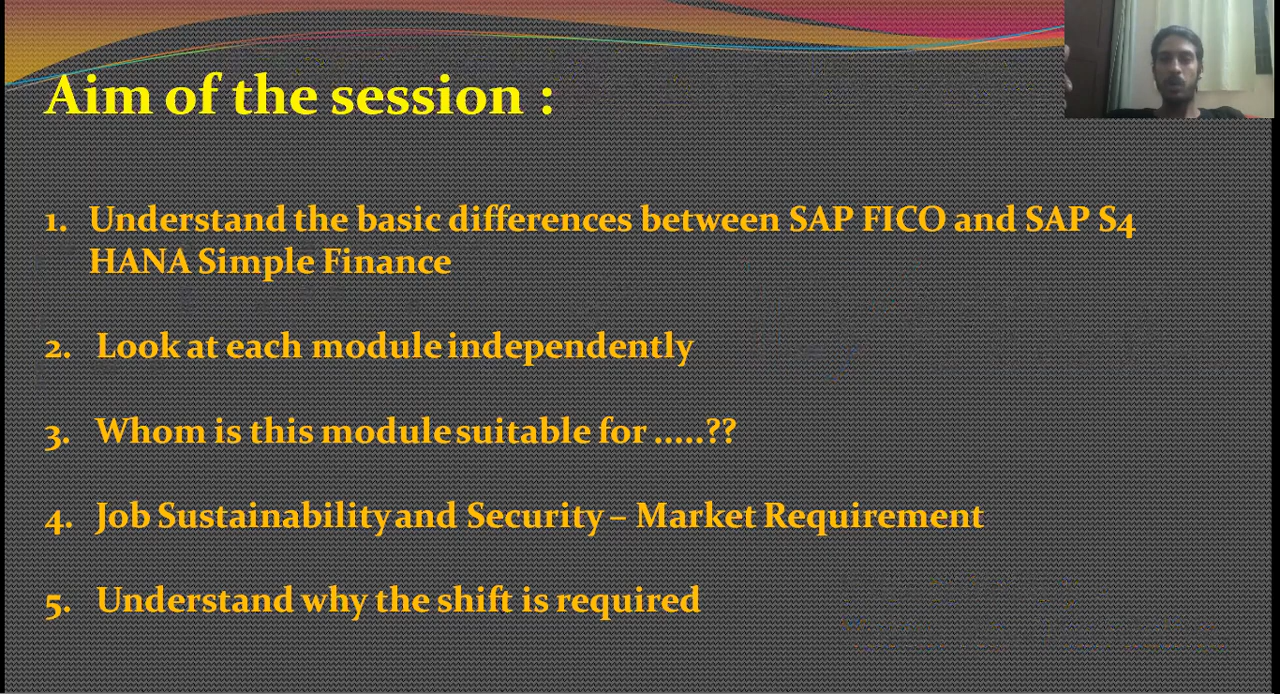 Aim of the session :
1. Understand the basic differences between SAP FICO and SAP S4
HANA Simple Finance
2. Look at each module independently
3. Whom is this module suitable for .....??
4. Job Sustainability and Security – Market Requirement
5. Understand why the shift is required